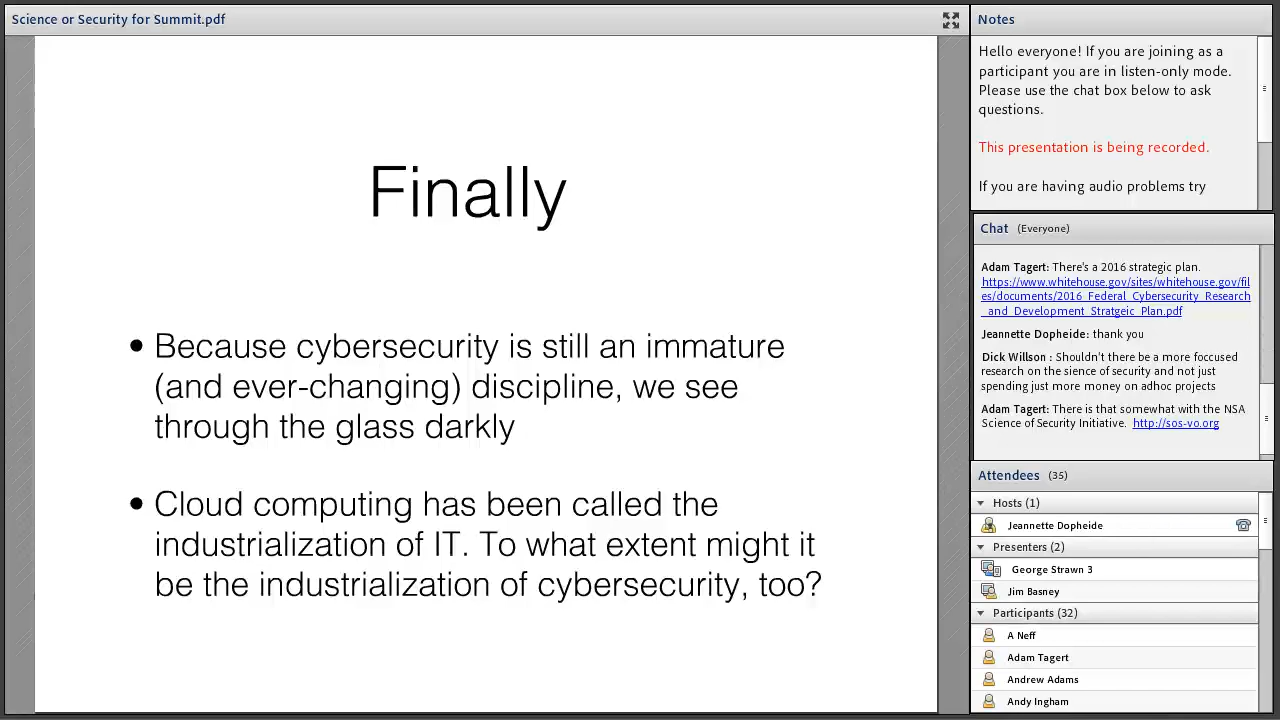 Science or Security for Summit.pdf
Finally
• Because cybersecurity is still an immature
(and ever-changing) discipline, we see
through the glass darkly
• Cloud computing has been called the
industrialization of IT. To what extent might it
be the industrialization of cybersecurity, too?
Notes
Hello everyone! If you are joining as a
participant you are in listen-only mode.
Please use the chat box below to ask
questions.
This presentation is being recorded.
If you are having audio problems try
Chat (Everyone)
Adam Tagert: There's a 2016 strategic plan.
https://www.whitehouse.gov/sites/whitehouse.gov/fil
es/documents/2016_Federal_Cybersecurity_Research
_and_Development_Stratgeic_Plan.pdf
Jeannette Dopheide: thank you
Dick Willson : Shouldn't there be a more foccused
research on the sience of security and not just
spending just more money on adhoc projects
Adam Tagert: There is that somewhat with the NSA
Science of Security Initiative. http://sos-vo.org
Attendees (35)
Hosts (1)
Jeannette Dopheide
Presenters (2)
George Strawn 3
Jim Basney
Participants (32)
A Neff
Adam Tagert
Andrew Adams
Andy Ingham